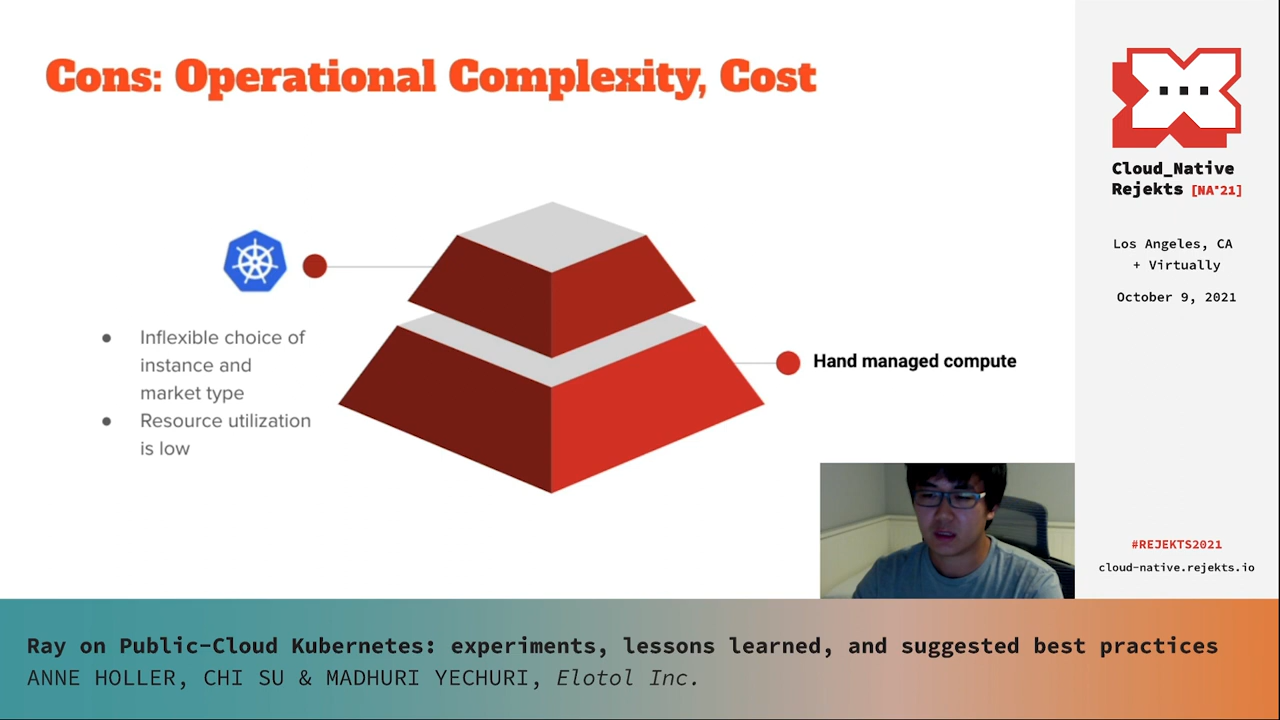 Cons: Operational Complexity, Cost
Inflexible choice of
instance and
market type
Resource utilization
is low
Hand managed compute
Cloud_Native
Rejekts [NA'21]
Los Angeles, CA
+ Virtually
October 9, 2021
#REJEKTS2021
cloud-native.rejekts.io
Ray on Public-Cloud Kubernetes: experiments, lessons learned, and suggested best practices
ANNE HOLLER, CHI SU & MADHURI YECHURI, Elotol Inc.